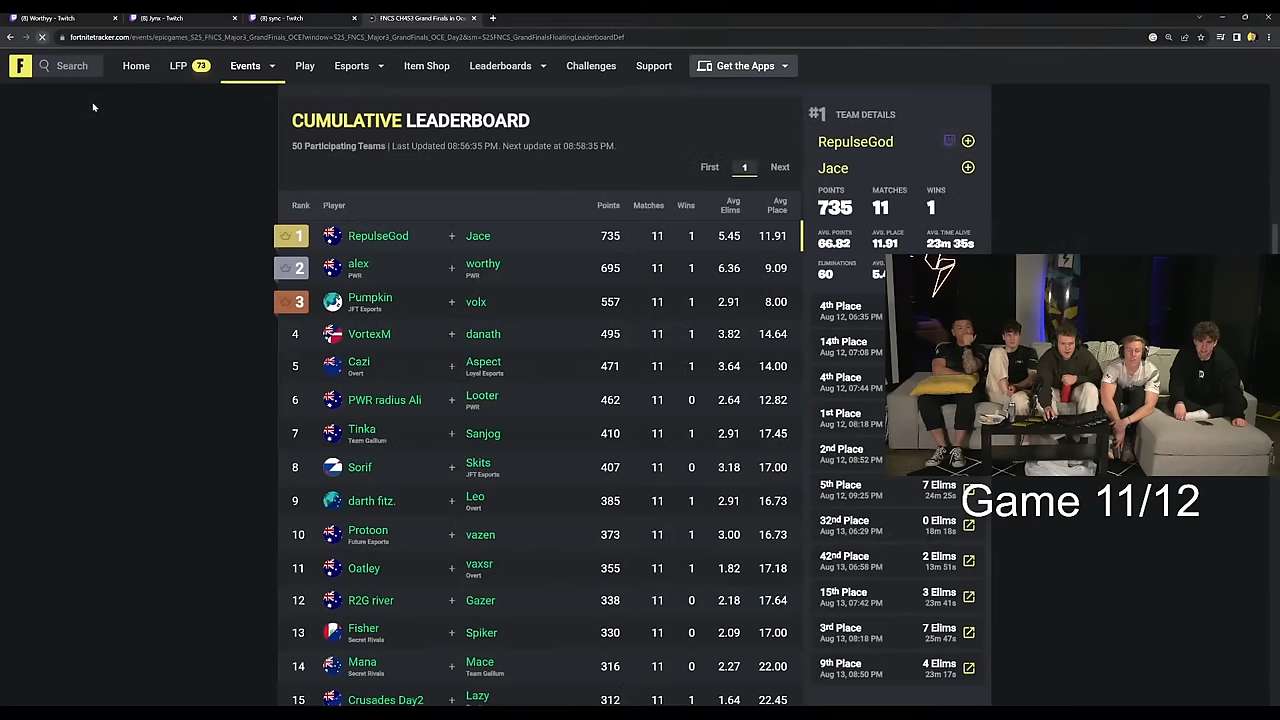 (8) Worthyy - Twitch
(8) Jynx - Twitch
(8) sync - Twitch
FNCS CH4S3 Grand Finals in Oce
fortnitetracker.com/events/epicgames_S25_FNCS_Major3_GrandFinals_OCE?window=S25_FNCS_Major3_GrandFinals_OCE_Day2&sm=S25FNCS_GrandFinalsFloatingLeaderboardDef
F
Search
Home
LFP 73
Events
Play
Esports
Item Shop
Leaderboards
Challenges
Support
Get the Apps
CUMULATIVE LEADERBOARD
50 Participating Teams | Last Updated 08:56:35 PM. Next update at 08:58:35 PM.
First 1 Next
Rank Player Points Matches Wins Avg Elims Avg Place
1 RepulseGod + Jace 735 11 1 5.45 11.91
2 alex PWR + worthy PWR 695 11 1 6.36 9.09
3 Pumpkin JFT Esports + volx 557 11 1 2.91 8.00
4 VortexM + danath 495 11 1 3.82 14.64
5 Cazi Overt + Aspect Loyal Esports 471 11 1 3.64 14.00
6 PWR radius Ali + Looter PWR 462 11 0 2.64 12.82
7 Tinka Team Gallium + Sanjog 410 11 1 2.91 17.45
8 Sorif + Skits JFT Esports 407 11 0 3.18 17.00
9 darth fitz. + Leo Overt 385 11 1 2.91 16.73
10 Protoon Future Esports + vazen 373 11 1 3.00 16.73
11 Oatley + vaxsr Overt 355 11 1 1.82 17.18
12 R2G river + Gazer 338 11 0 2.18 17.64
13 Fisher Secret Rivals + Spiker 330 11 0 2.09 17.00
14 Mana Secret Rivals + Mace Team Gallium 316 11 0 2.27 22.00
15 Crusades Day2 + Lazy 312 11 1 1.64 22.45
#1 TEAM DETAILS
RepulseGod
Jace
POINTS MATCHES WINS
735 11 1
AVG. POINTS AVG. PLACE AVG. TIME ALIVE
66.82 11.91 23m 35s
ELIMINATIONS
60
4th Place
Aug 12, 06:35 PM
14th Place
Aug 12, 07:08 PM
4th Place
Aug 12, 07:44 PM
1st Place
Aug 12, 08:18 PM
2nd Place
Aug 12, 08:52 PM
5th Place 7 Elims
Aug 12, 09:25 PM 24m 25s
Game 11/12
32nd Place 0 Elims
Aug 13, 06:29 PM 18m 18s
42nd Place 2 Elims
Aug 13, 06:58 PM 13m 51s
15th Place 3 Elims
Aug 13, 07:42 PM 23m 41s
3rd Place 7 Elims
Aug 13, 08:18 PM 25m 47s
9th Place 4 Elims
Aug 13, 08:50 PM 23m 17s